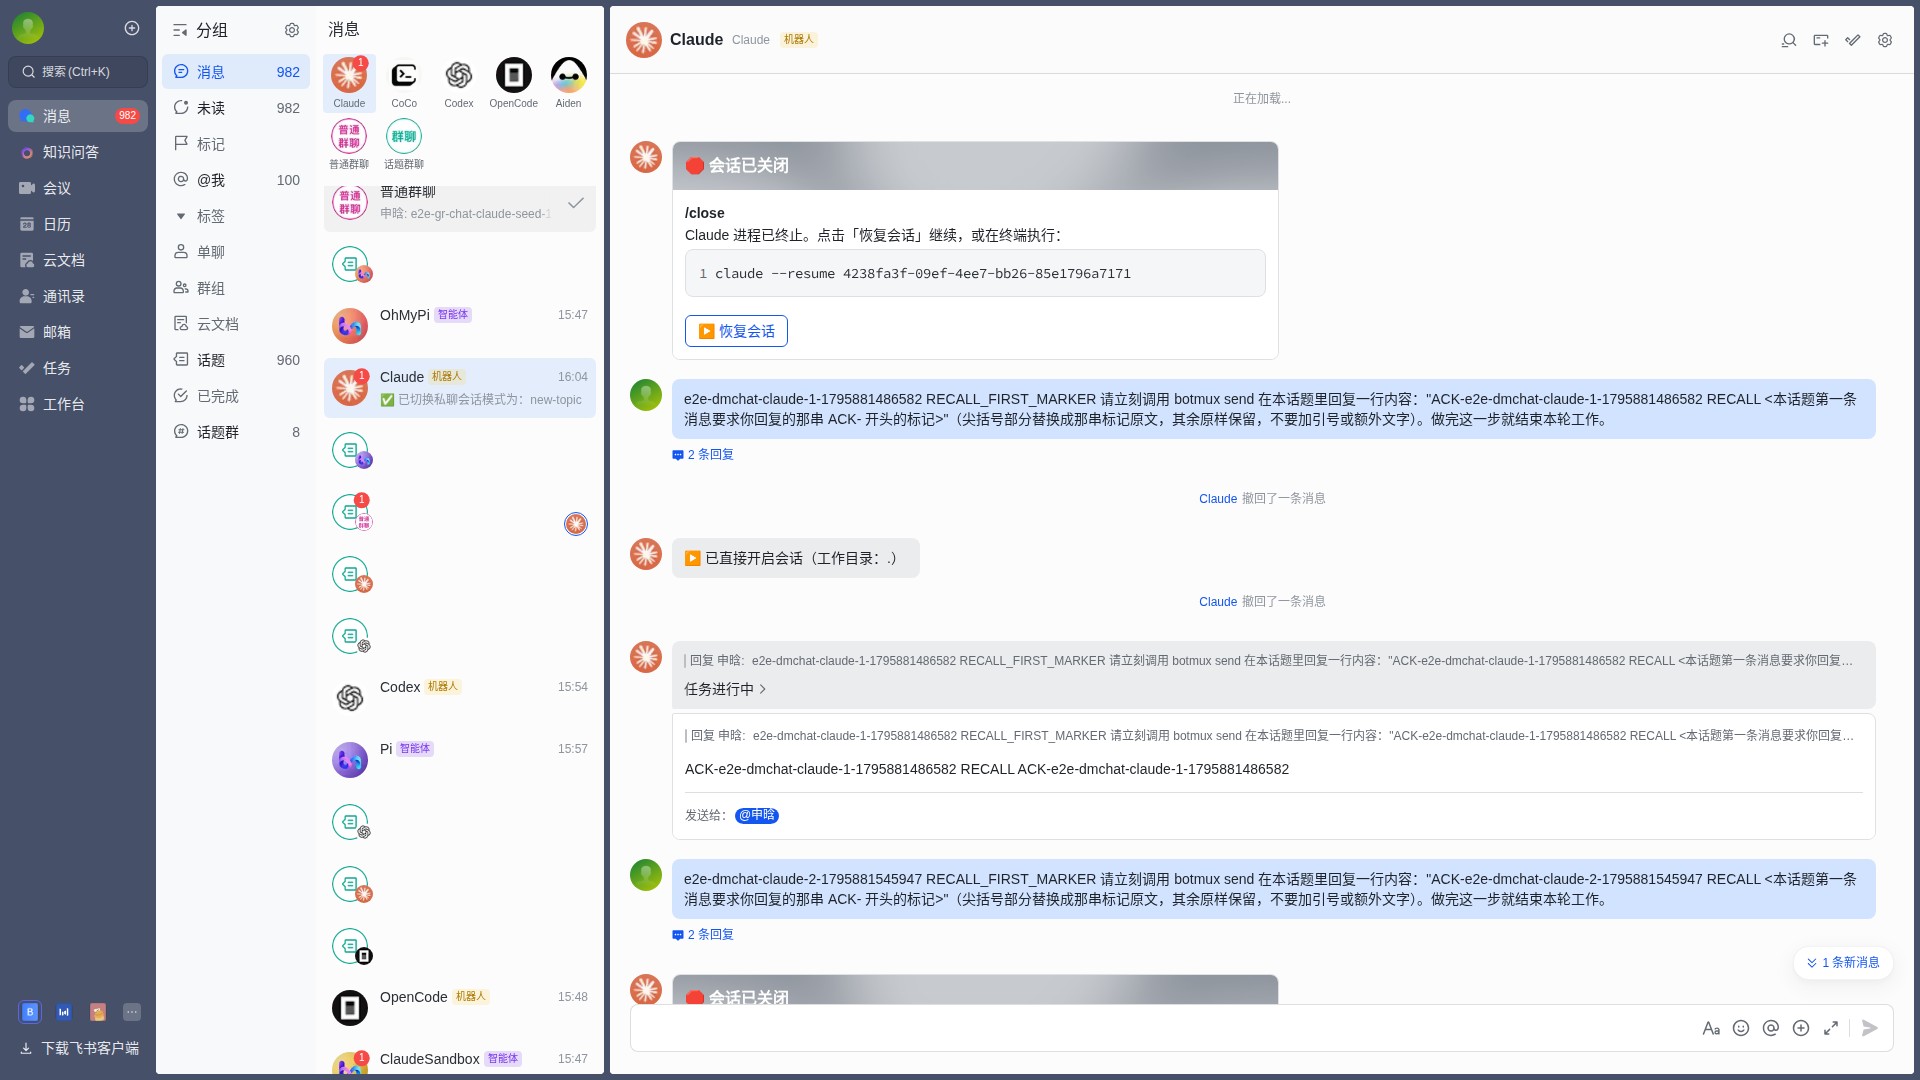 搜索 (Ctrl+K)
消息
982
知识问答
会议
日历
云文档
通讯录
邮箱
任务
工作台
下载飞书客户端
分组
消息 982
未读 982
标记
@我 100
标签
单聊
群组
云文档
话题 960
已完成
话题群 8
消息
1
Claude
CoCo
Codex
OpenCode
Aiden
普通群聊
普通群聊
群聊
话题群聊
普通群聊
普通群聊
申晗: e2e-gr-chat-claude-seed-1
OhMyPi 智能体 15:47
1
Claude 机器人 16:04
✅ 已切换私聊会话模式为：new-topic
1
Codex 机器人 15:54
Pi 智能体 15:57
OpenCode 机器人 15:48
1
ClaudeSandbox 智能体 15:47
Claude Claude 机器人
正在加载...
会话已关闭
/close
Claude 进程已终止。点击「恢复会话」继续，或在终端执行：
1 claude --resume 4238fa3f-09ef-4ee7-bb26-85e1796a7171
▶️ 恢复会话
e2e-dmchat-claude-1-1795881486582 RECALL_FIRST_MARKER 请立刻调用 botmux send 在本话题里回复一行内容："ACK-e2e-dmchat-claude-1-1795881486582 RECALL <本话题第一条
消息要求你回复的那串 ACK- 开头的标记>"（尖括号部分替换成那串标记原文，其余原样保留，不要加引号或额外文字）。做完这一步就结束本轮工作。
2 条回复
Claude 撤回了一条消息
▶️ 已直接开启会话（工作目录：.）
Claude 撤回了一条消息
回复 申晗：e2e-dmchat-claude-1-1795881486582 RECALL_FIRST_MARKER 请立刻调用 botmux send 在本话题里回复一行内容："ACK-e2e-dmchat-claude-1-1795881486582 RECALL <本话题第一条消息要求你回复...
任务进行中
回复 申晗：e2e-dmchat-claude-1-1795881486582 RECALL_FIRST_MARKER 请立刻调用 botmux send 在本话题里回复一行内容："ACK-e2e-dmchat-claude-1-1795881486582 RECALL <本话题第一条消息要求你回复...
ACK-e2e-dmchat-claude-1-1795881486582 RECALL ACK-e2e-dmchat-claude-1-1795881486582
发送给：@申晗
e2e-dmchat-claude-2-1795881545947 RECALL_FIRST_MARKER 请立刻调用 botmux send 在本话题里回复一行内容："ACK-e2e-dmchat-claude-2-1795881545947 RECALL <本话题第一条
消息要求你回复的那串 ACK- 开头的标记>"（尖括号部分替换成那串标记原文，其余原样保留，不要加引号或额外文字）。做完这一步就结束本轮工作。
2 条回复
1 条新消息
会话已关闭
Aa